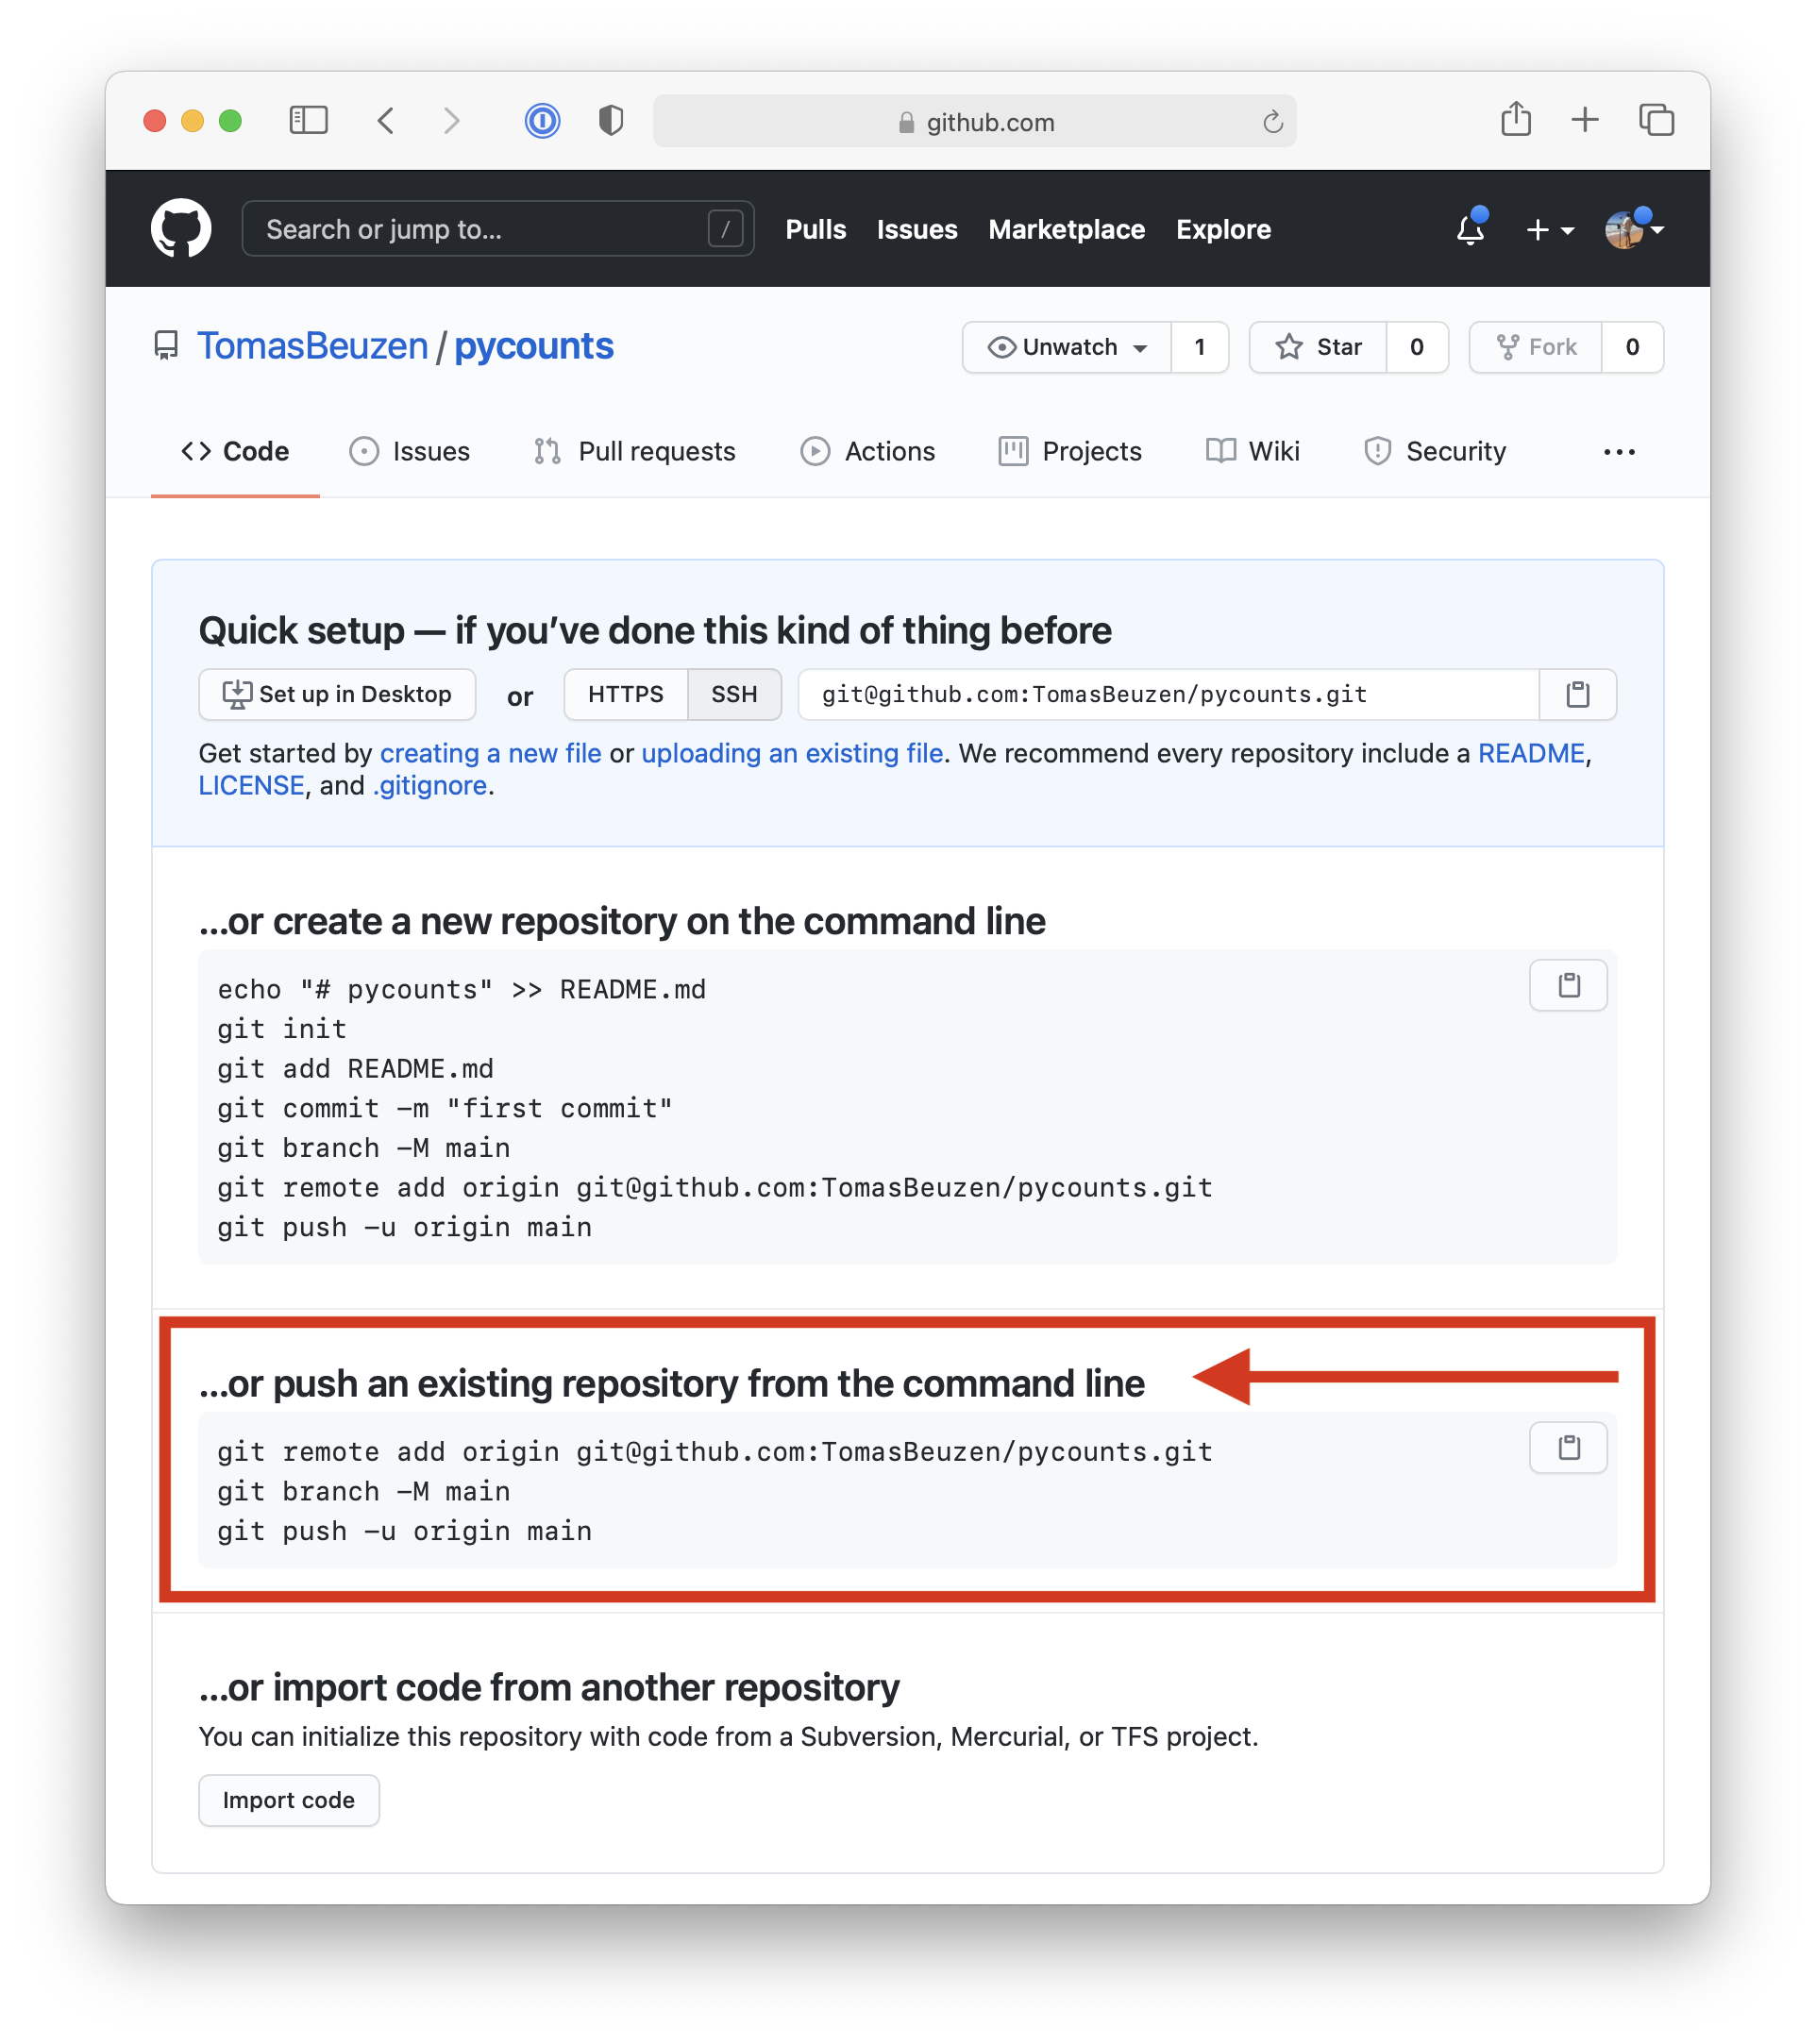 github.com
Search or jump to... / Pulls Issues Marketplace Explore
TomasBeuzen / pycounts Unwatch 1 Star 0 Fork 0
Code Issues Pull requests Actions Projects Wiki Security
Quick setup — if you’ve done this kind of thing before
Set up in Desktop or HTTPS SSH git@github.com:TomasBeuzen/pycounts.git
Get started by creating a new file or uploading an existing file. We recommend every repository include a README,
LICENSE, and .gitignore.
…or create a new repository on the command line
echo "# pycounts" >> README.md
git init
git add README.md
git commit -m "first commit"
git branch -M main
git remote add origin git@github.com:TomasBeuzen/pycounts.git
git push -u origin main
…or push an existing repository from the command line
git remote add origin git@github.com:TomasBeuzen/pycounts.git
git branch -M main
git push -u origin main
…or import code from another repository
You can initialize this repository with code from a Subversion, Mercurial, or TFS project.
Import code